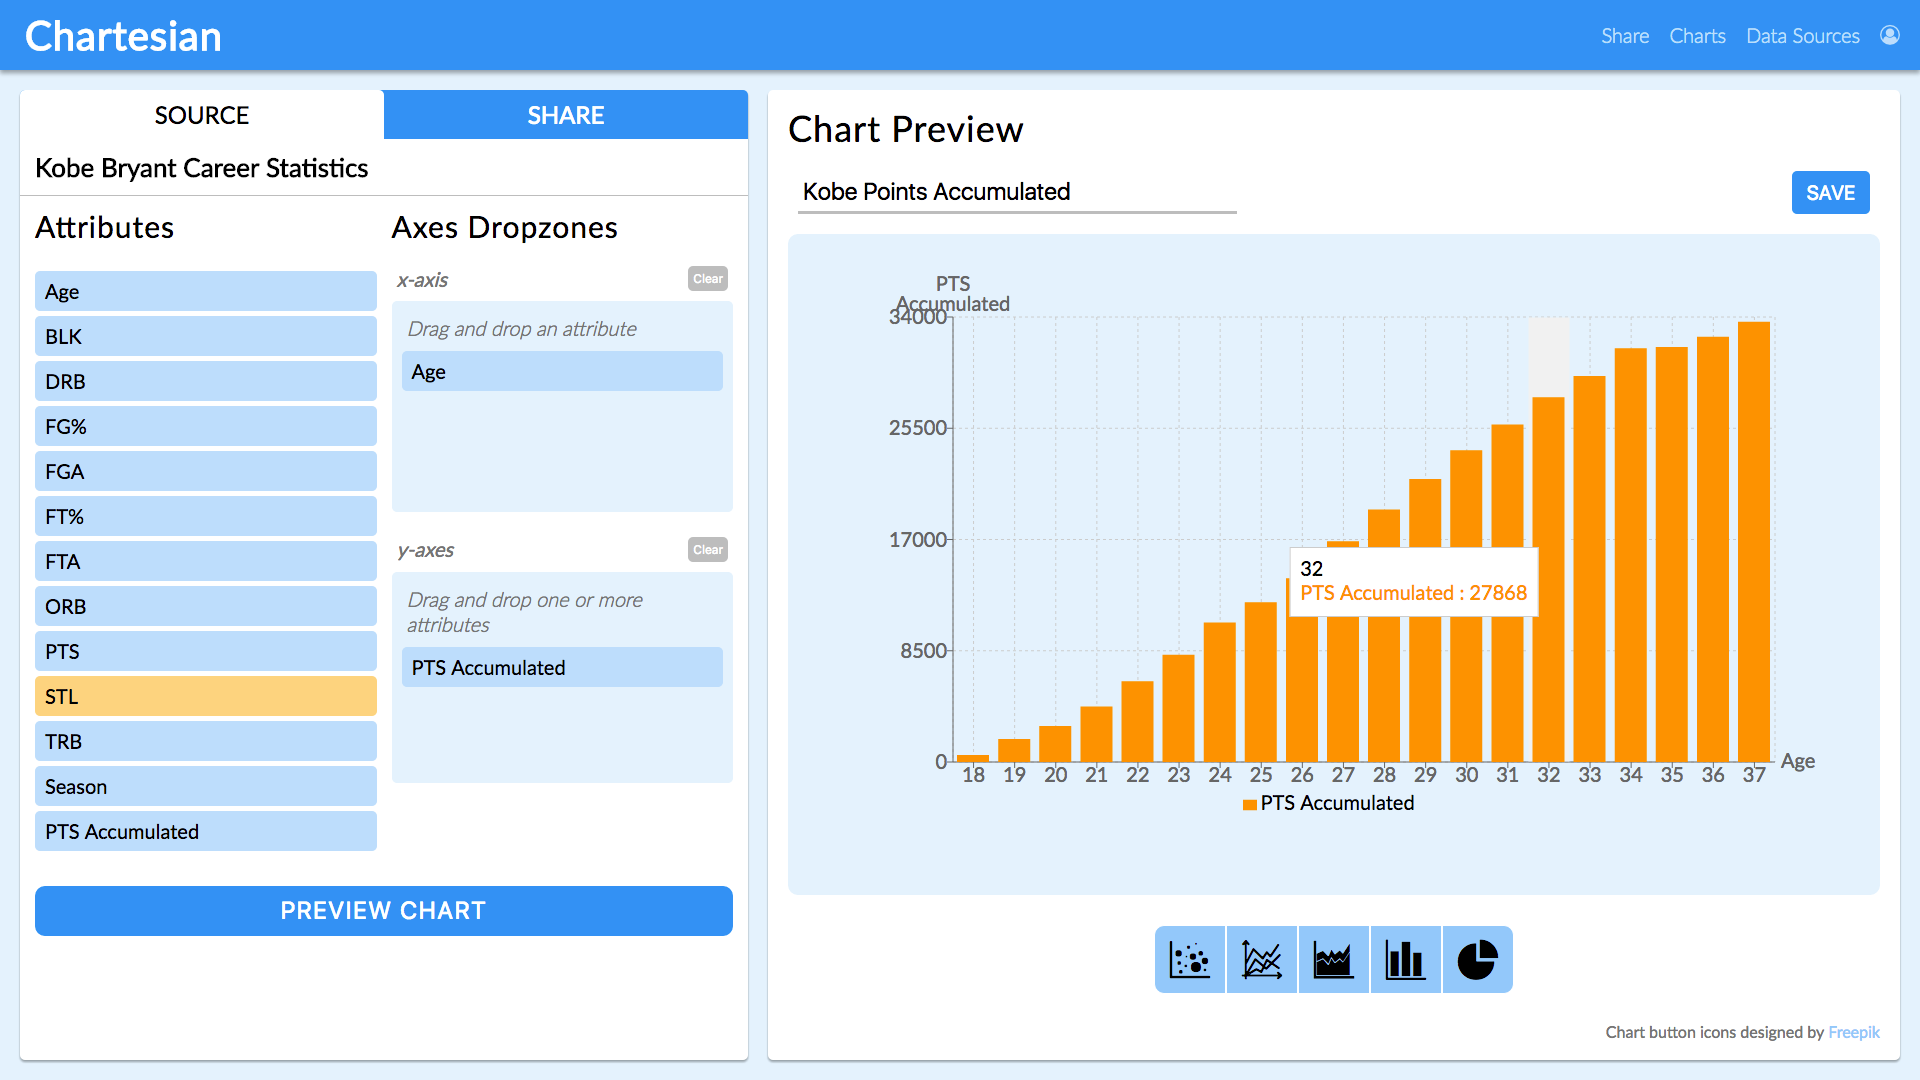 Chartesian
Share Charts Data Sources
SOURCE
SHARE
Kobe Bryant Career Statistics
Attributes
Age
BLK
DRB
FG%
FGA
FT%
FTA
ORB
PTS
STL
TRB
Season
PTS Accumulated
Axes Dropzones
x-axis
Clear
Drag and drop an attribute
Age
y-axes
Clear
Drag and drop one or more
attributes
PTS Accumulated
PREVIEW CHART
Chart Preview
Kobe Points Accumulated
SAVE
PTS
Accumulated
34000
25500
17000
8500
0
32
PTS Accumulated : 27868
18 19 20 21 22 23 24 25 26 27 28 29 30 31 32 33 34 35 36 37
Age
PTS Accumulated
Chart button icons designed by Freepik